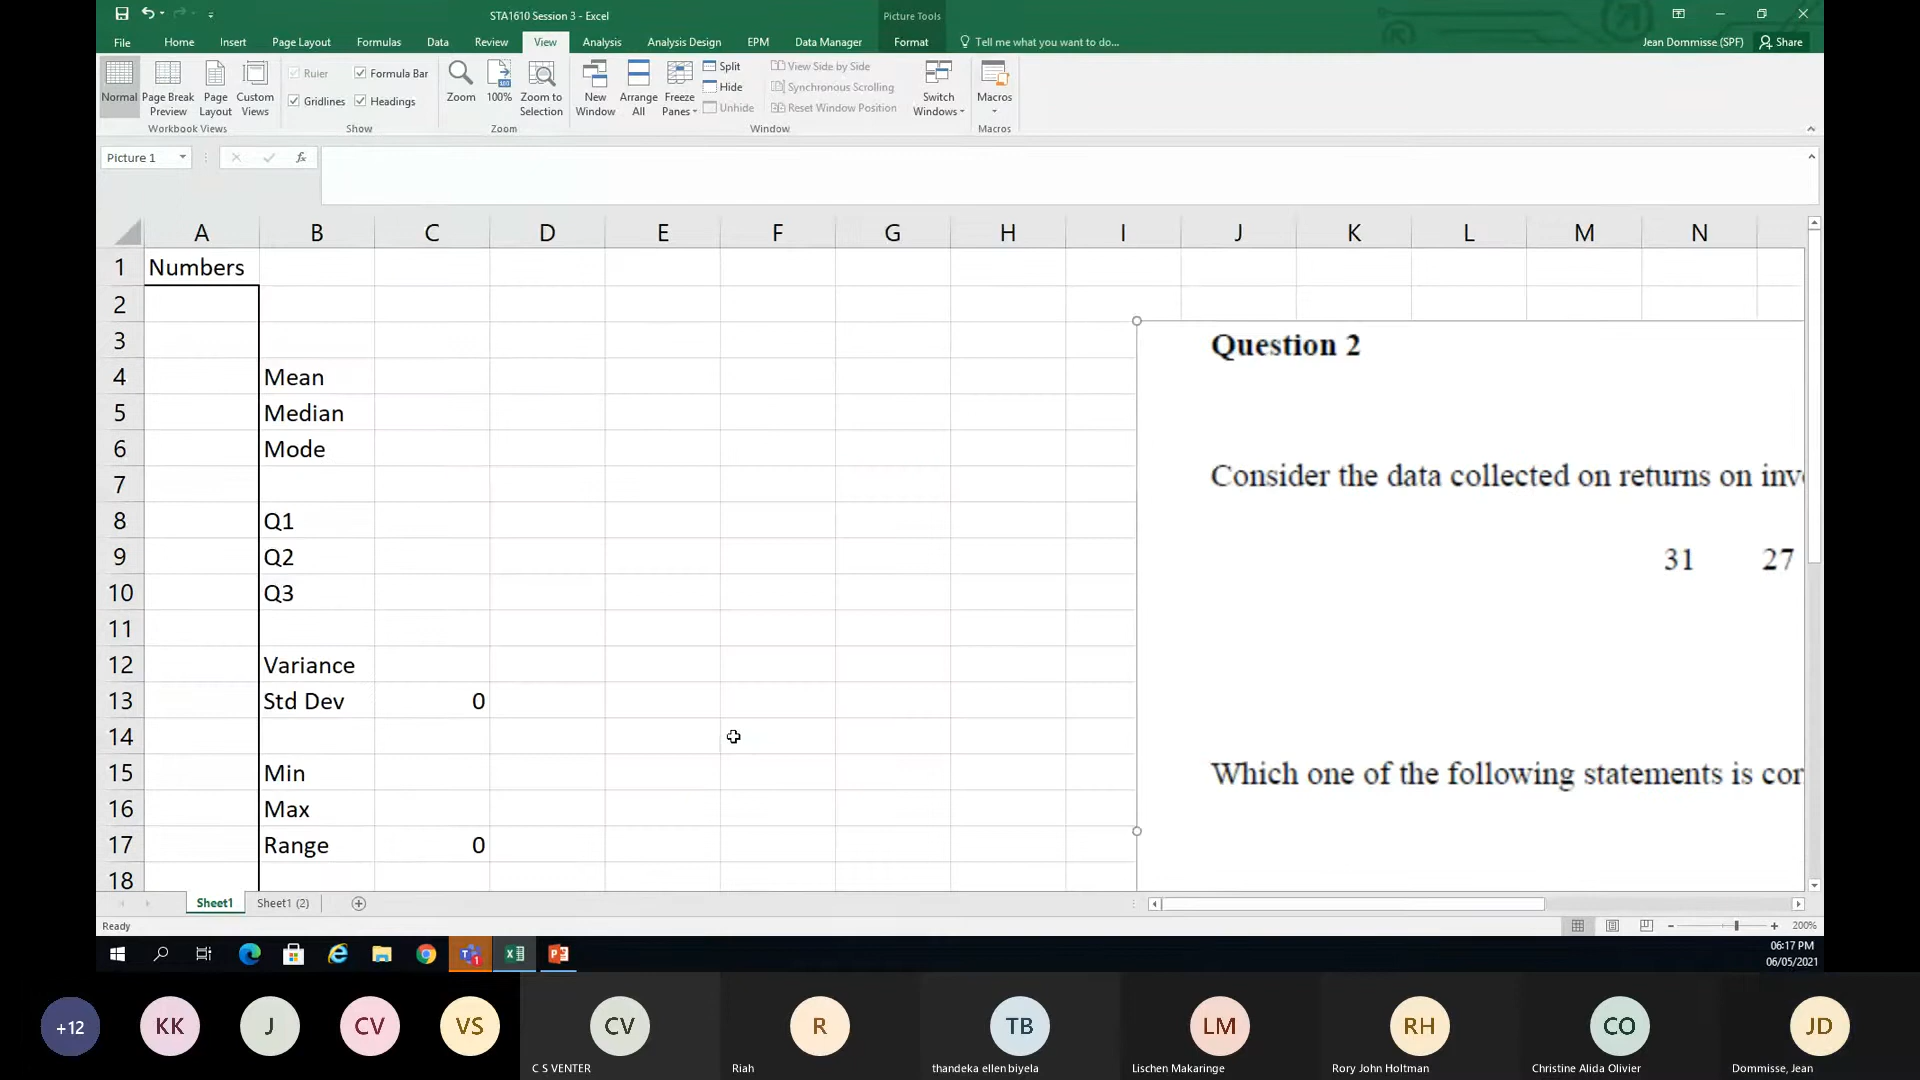 STA1610 Session 3 - Excel
Picture Tools
File Home Insert Page Layout Formulas Data Review View Analysis Analysis Design EPM Data Manager Format Tell me what you want to do...
Jean Dommisse (SPF) Share
Normal
Page Break Preview
Page Layout
Custom Views
Workbook Views
Ruler
Formula Bar
Gridlines
Headings
Show
Zoom
100%
Zoom to Selection
Zoom
New Window
Arrange All
Freeze Panes
Split
Hide
Unhide
View Side by Side
Synchronous Scrolling
Reset Window Position
Window
Switch Windows
Macros
Macros
Picture 1
fx
A B C D E F G H I J K L M N
1 Numbers
2
3
4 Mean
5 Median
6 Mode
7
8 Q1
9 Q2
10 Q3
11
12 Variance
13 Std Dev 0
14
15 Min
16 Max
17 Range 0
18
Question 2
Consider the data collected on returns on inv
31 27
Which one of the following statements is cor
Sheet1 Sheet1 (2)
Ready
200%
06:17 PM
06/05/2021
+12
KK
J
CV
VS
CV
C S VENTER
R
Riah
TB
thandeka ellen biyela
LM
Lischen Makaringe
RH
Rory John Holtman
CO
Christine Alida Olivier
JD
Dommisse, Jean